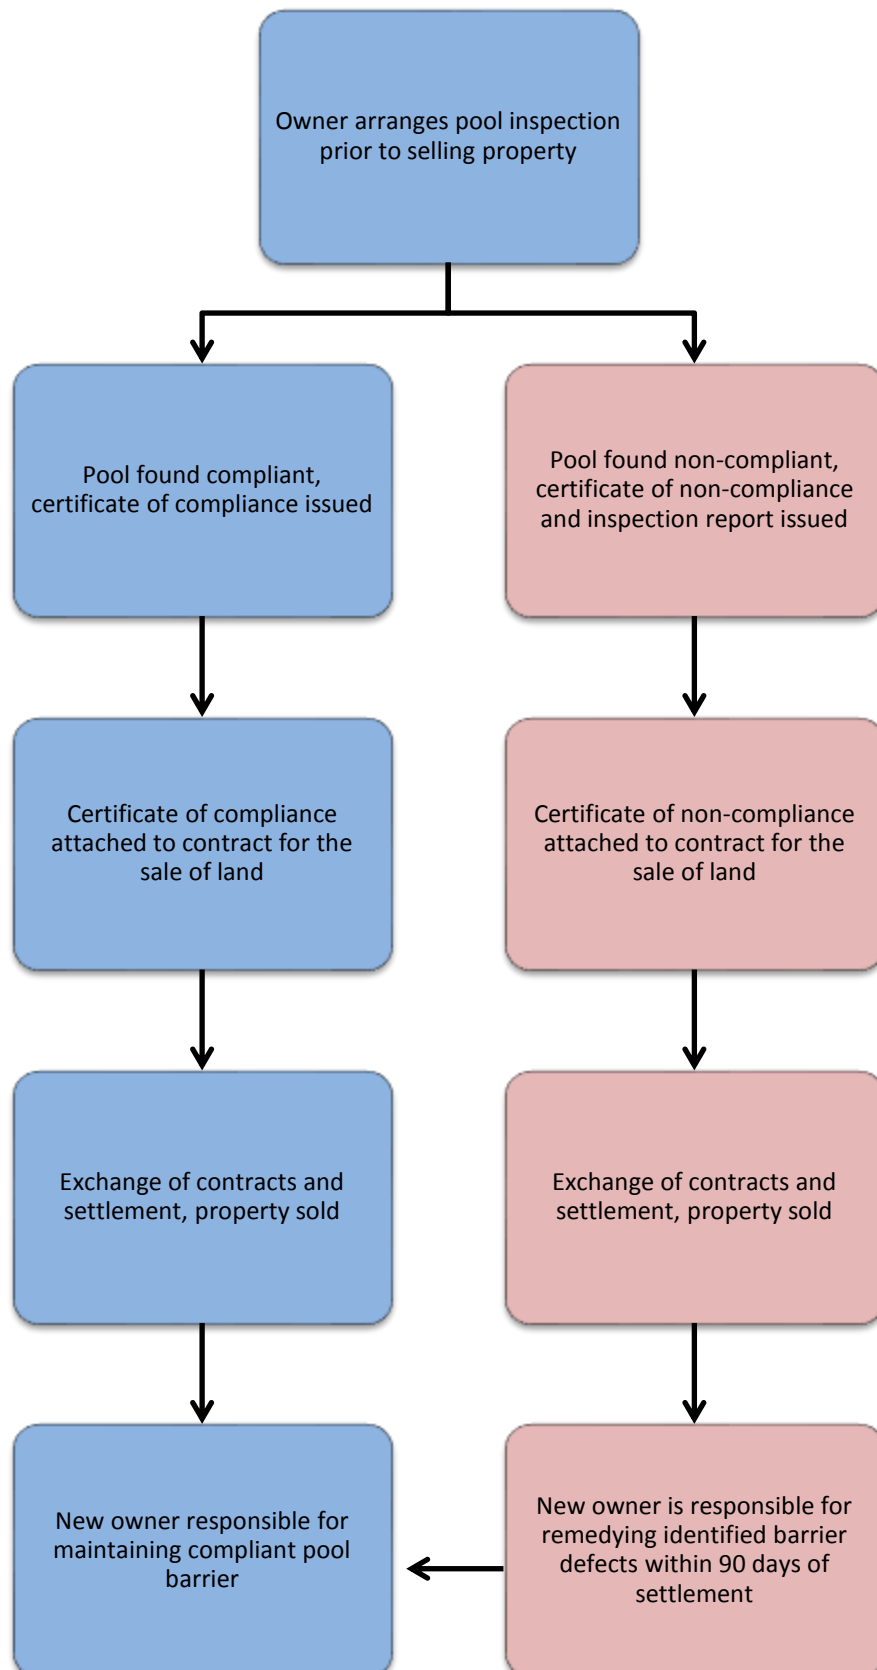 Owner arranges pool inspection
prior to selling property
Pool found compliant,
certificate of compliance issued
Pool found non-compliant,
certificate of non-compliance
and inspection report issued
Certificate of compliance
attached to contract for the
sale of land
Certificate of non-compliance
attached to contract for the
sale of land
Exchange of contracts and
settlement, property sold
Exchange of contracts and
settlement, property sold
New owner responsible for
maintaining compliant pool
barrier
New owner is responsible for
remedying identified barrier
defects within 90 days of
settlement